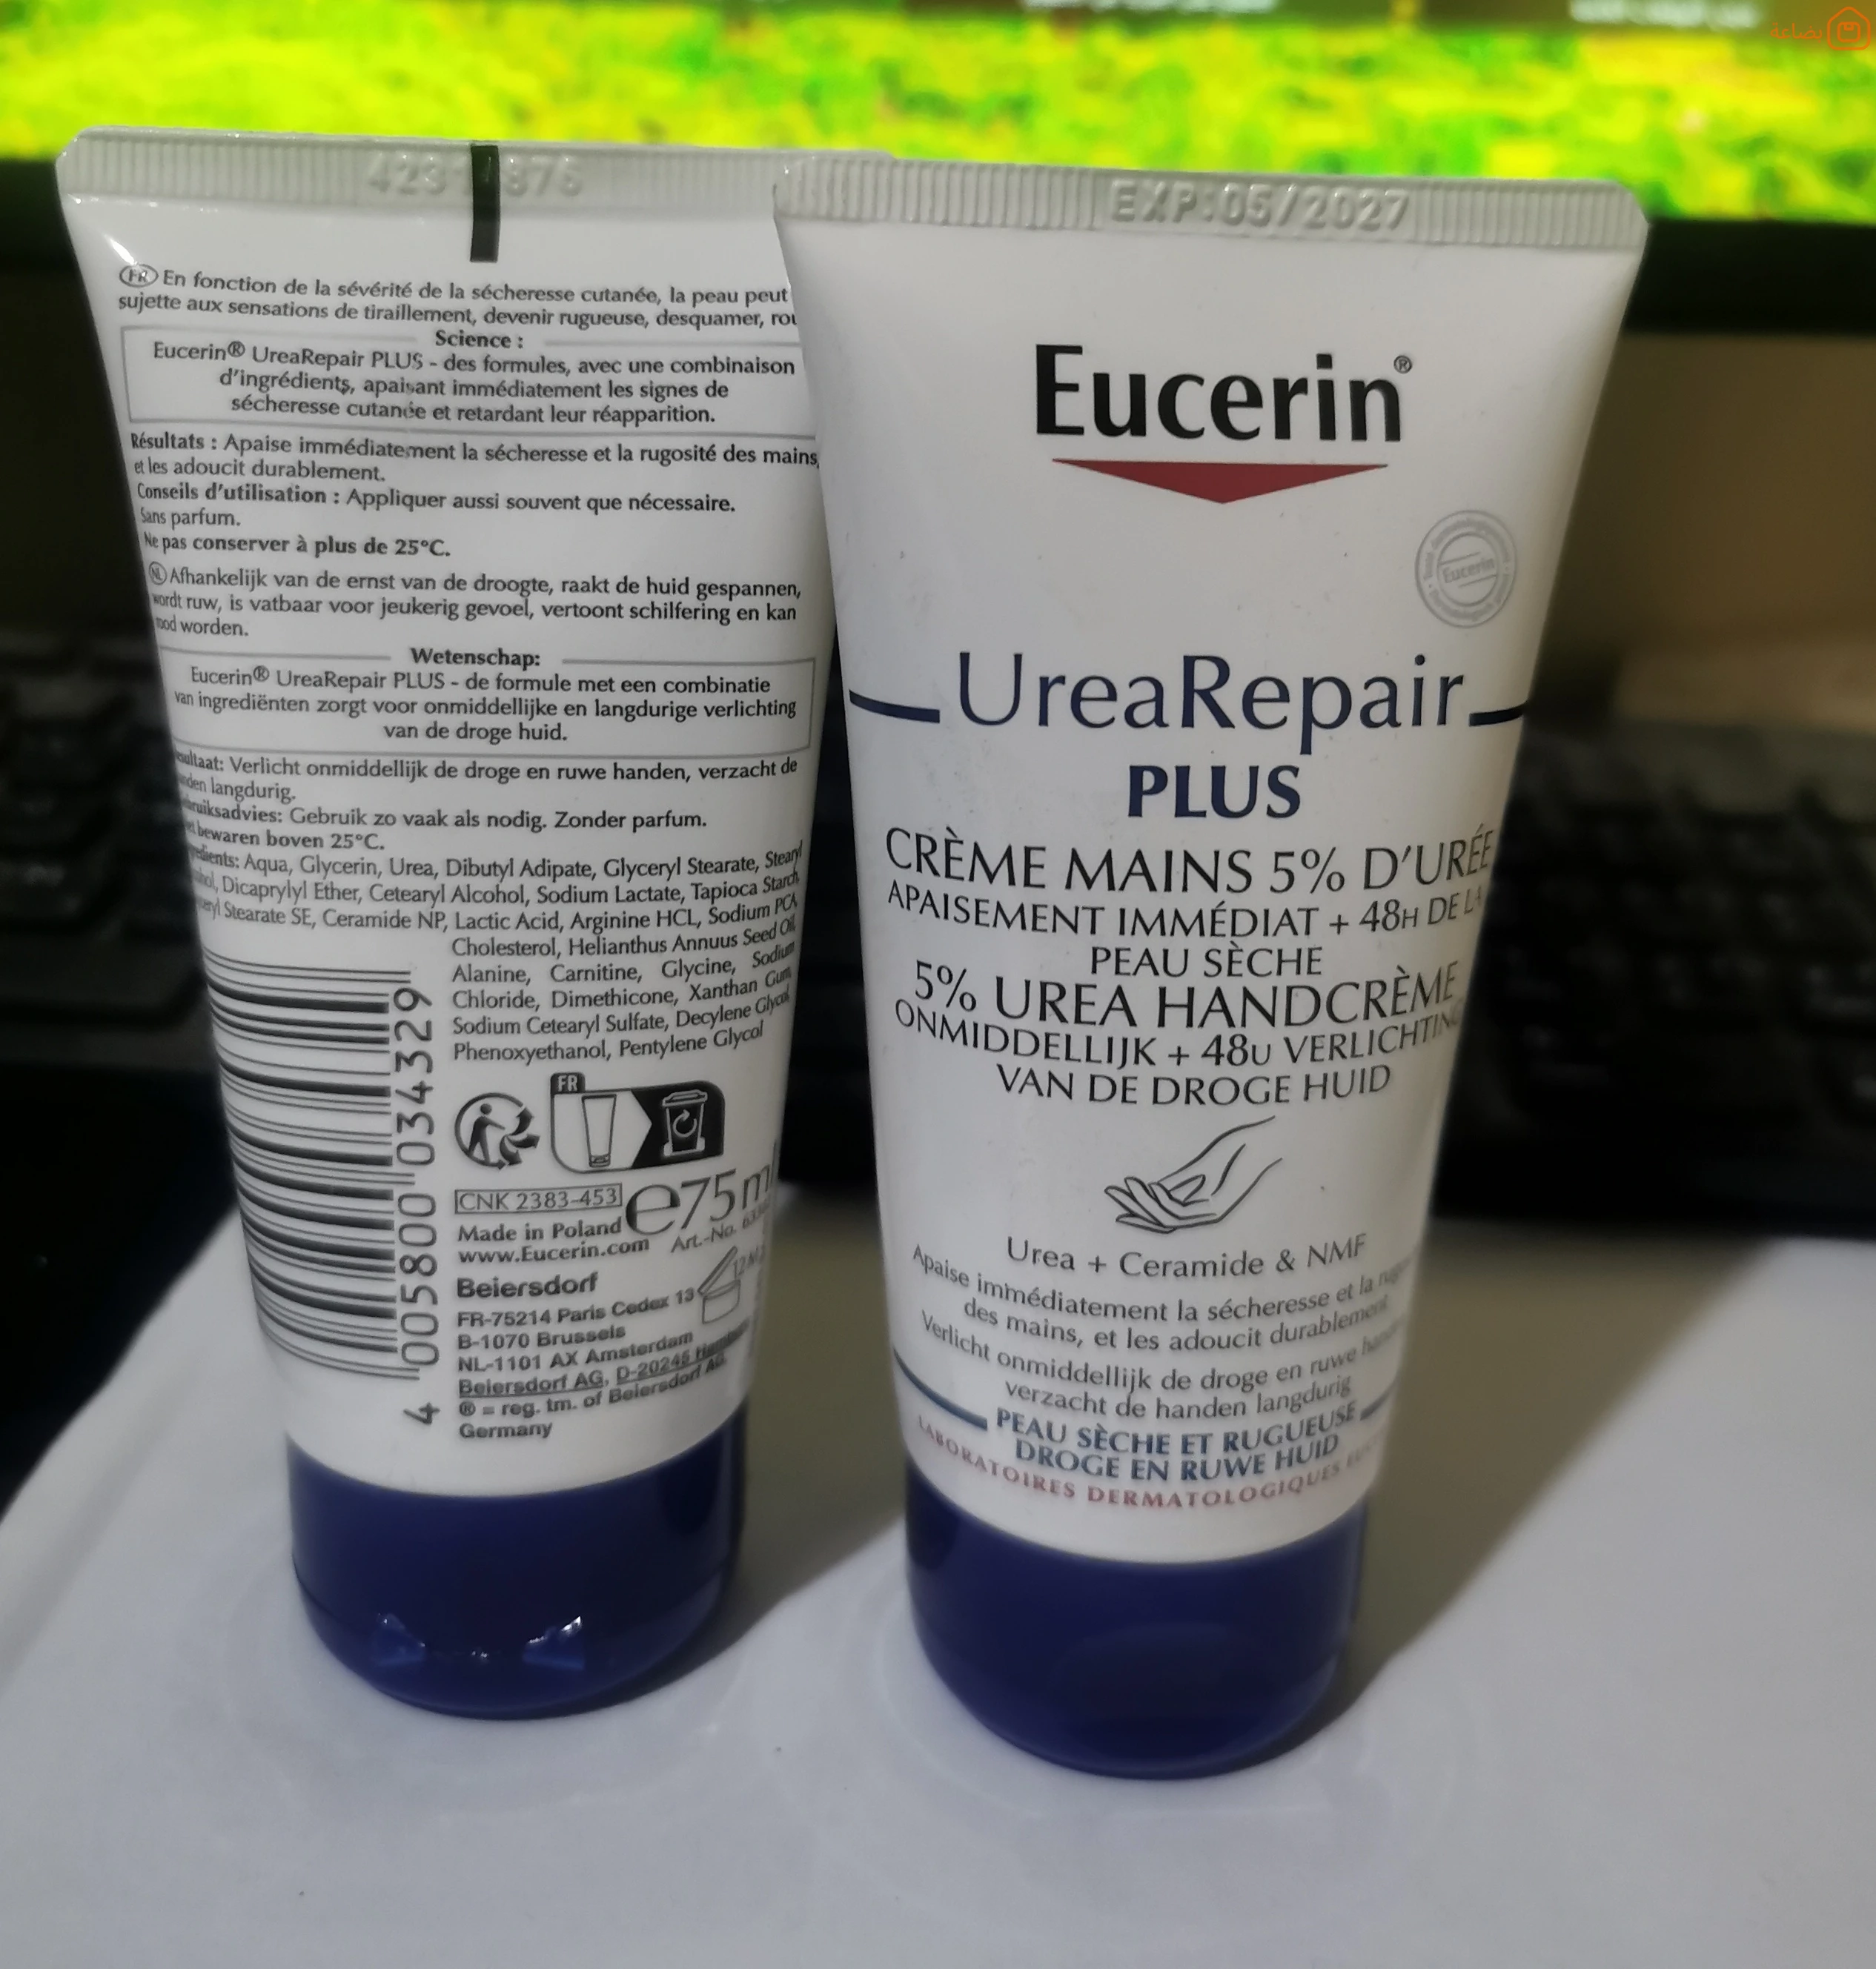 بضاعة
FR En fonction de la sévérité de la sécheresse cutanée, la peau peut
sujette aux sensations de tiraillement, devenir rugueuse, desquamer,
Science :
Eucerin® UreaRepair PLUS - des formules, avec une combinaison
d'ingrédients, apaisant immédiatement les signes de
sécheresse cutanée et retardant leur réapparition.
Résultats : Apaise immédiatement la sécheresse et la rugosité des mains,
et les adoucit durablement.
Conseils d'utilisation : Appliquer aussi souvent que nécessaire.
Sans parfum.
Ne pas conserver à plus de 25°C.
NL Afhankelijk van de ernst van de droogte, raakt de huid gespannen,
wordt ruw, is vatbaar voor jeukerig gevoel, vertoont schilfering en kan
rood worden.
Wetenschap:
Eucerin® UreaRepair PLUS - de formule met een combinatie
van ingrediënten zorgt voor onmiddellijke en langdurige verlichting
van de droge huid.
Verlicht onmiddellijk de droge en ruwe handen, verzacht de
langdurig.
Gebruik zo vaak als nodig. Zonder parfum.
bewaren boven 25°C.
Aqua, Glycerin, Urea, Dibutyl Adipate, Glyceryl Stearate, Stearyl
Dicaprylyl Ether, Cetearyl Alcohol, Sodium Lactate, Tapioca Starch,
Stearate SE, Ceramide NP, Lactic Acid, Arginine HCL, Sodium PCA,
Cholesterol, Helianthus Annuus Seed Oil,
Alanine, Carnitine, Glycine, Sodium
Chloride, Dimethicone, Xanthan Gum,
Sodium Cetearyl Sulfate, Decylene Glycol,
Phenoxyethanol, Pentylene Glycol
4 005800 034329
FR
CNK 2383-453
e75ml
Made in Poland
www.Eucerin.com Art.-No.
12M
Beiersdorf
FR-75214 Paris Cedex 13
B-1070 Brussels
NL-1101 AX Amsterdam
Beiersdorf AG, D-20245 Hamburg
® = reg. tm. of Beiersdorf AG,
Germany
EXP:05/2027
Eucerin®
Eucerin
UreaRepair
PLUS
CRÈME MAINS 5% D'URÉE
APAISEMENT IMMÉDIAT + 48H DE LA
PEAU SÈCHE
5% UREA HANDCRÈME
ONMIDDELLIJK + 48U VERLICHTING
VAN DE DROGE HUID
Urea + Ceramide & NMF
Apaise immédiatement la sécheresse et la
des mains, et les adoucit durablement
Verlicht onmiddellijk de droge en ruwe
verzacht de handen langdurig
PEAU SÈCHE ET RUGUEUSE
DROGE EN RUWE HUID
LABORATOIRES DERMATOLOGIQUES